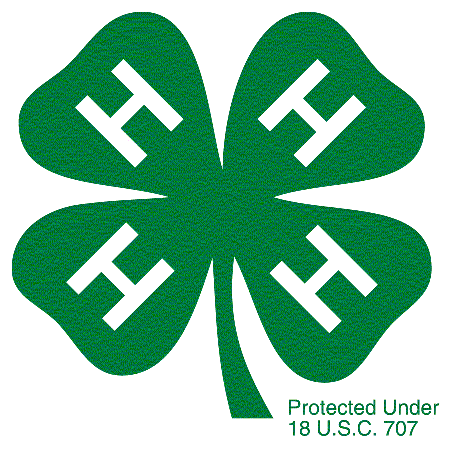 H H
H H
Protected Under
18 U.S.C. 707